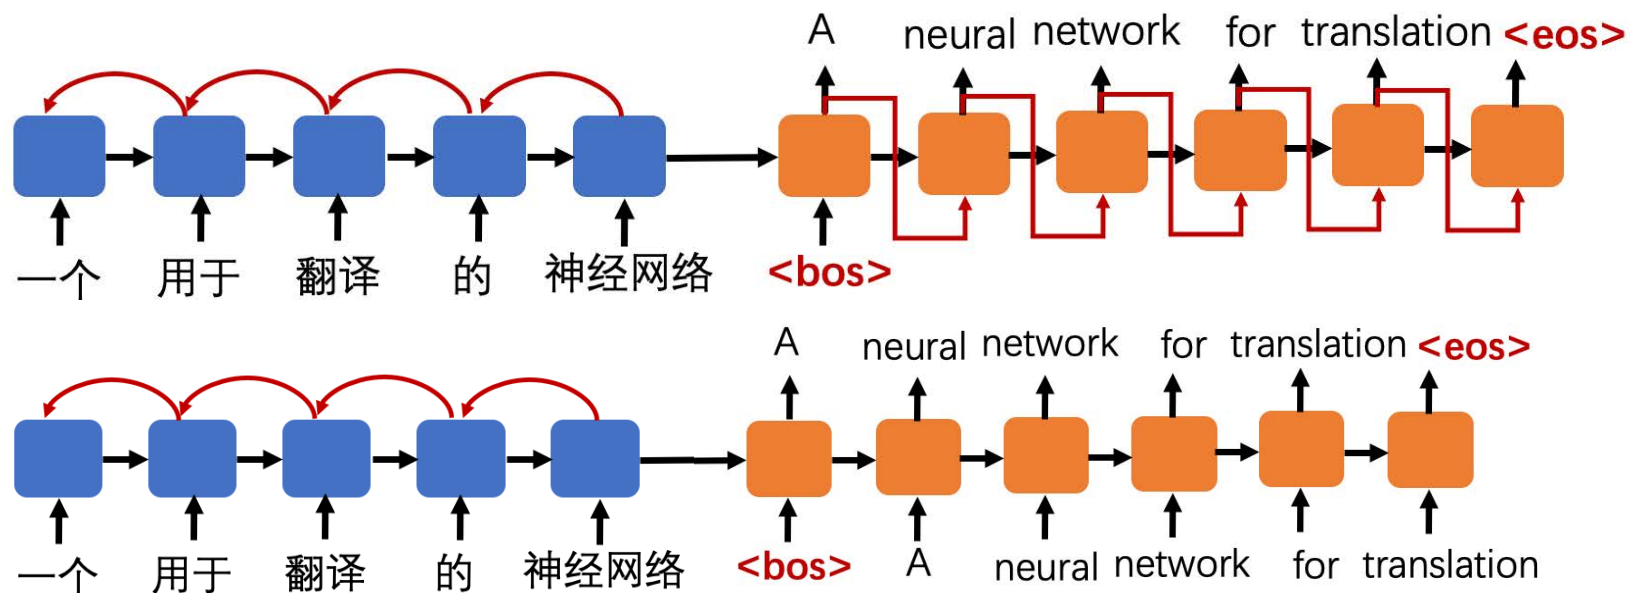 A neural network for translation <eos>
一个 用于 翻译 的 神经网络 <bos>
A neural network for translation <eos>
一个 用于 翻译 的 神经网络 <bos> A neural network for translation